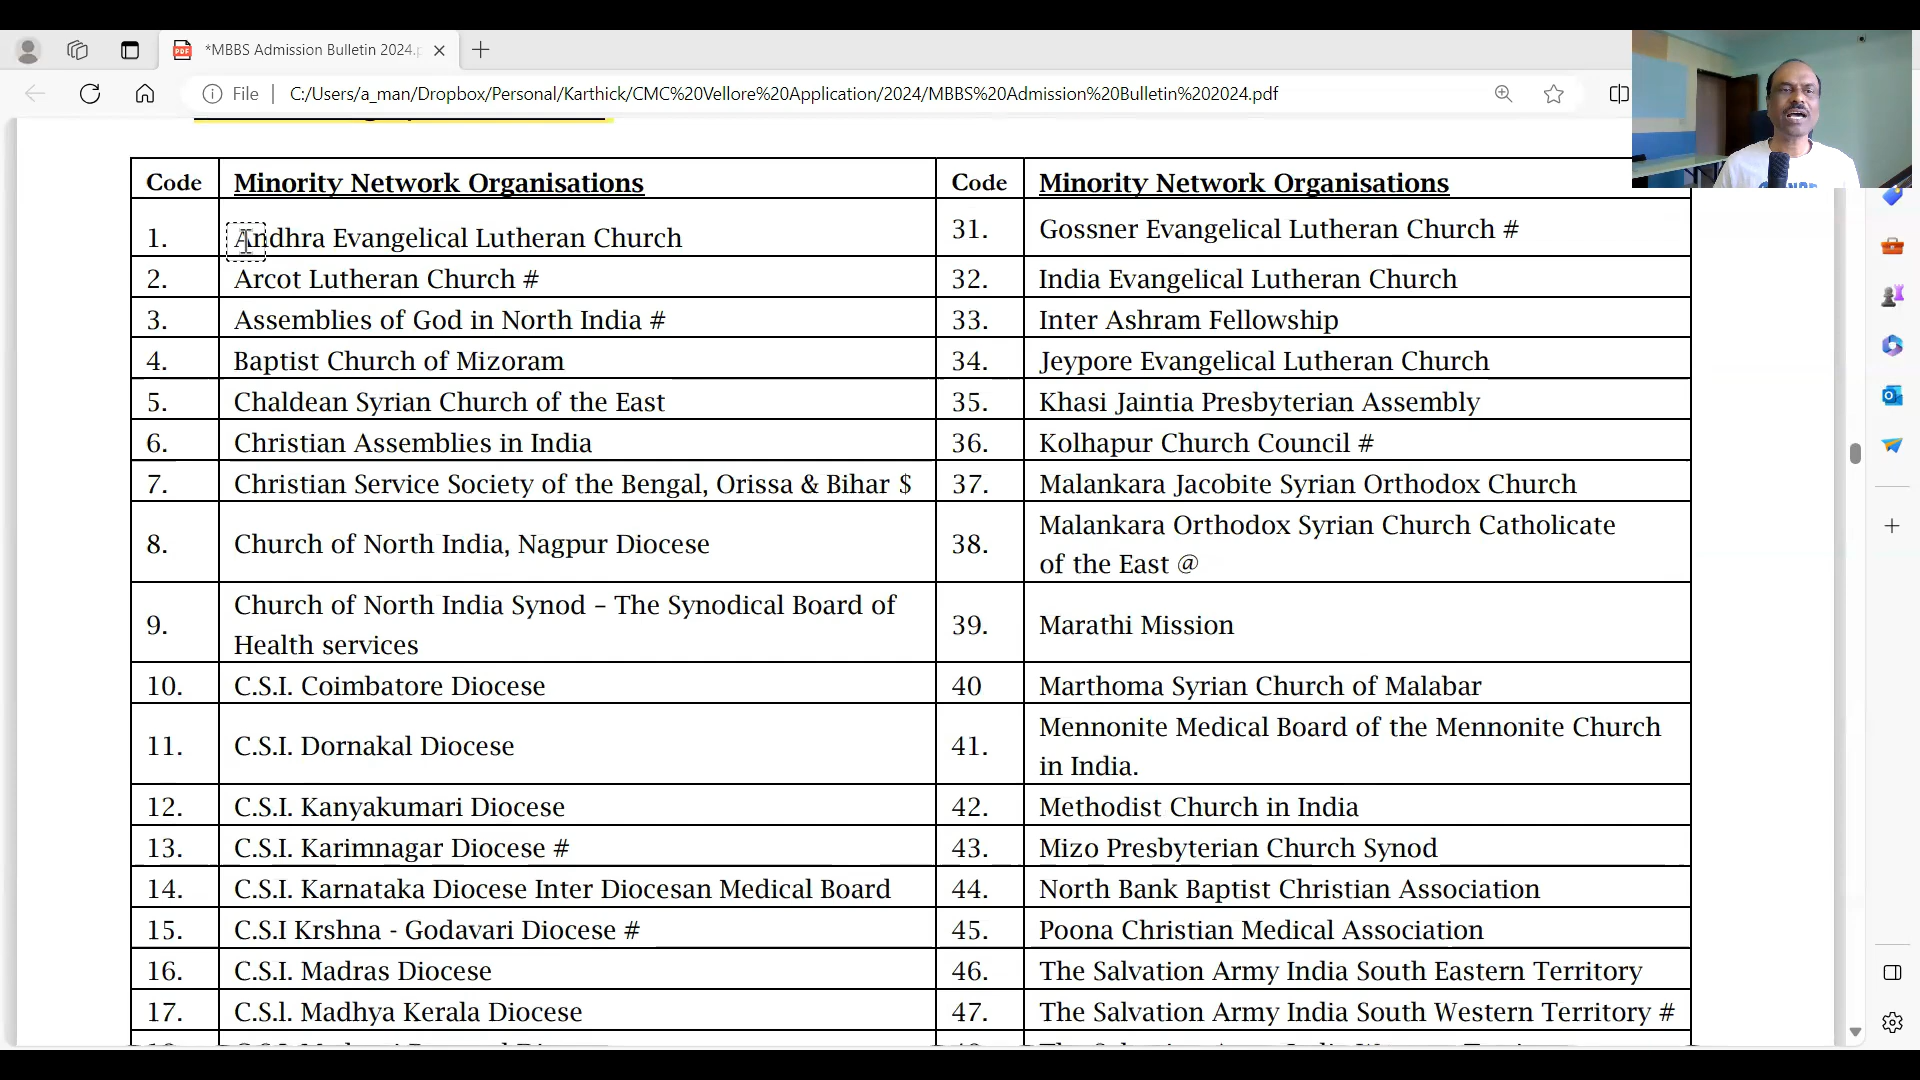 *MBBS Admission Bulletin 2024.p
File
C:/Users/a_man/Dropbox/Personal/Karthick/CMC%20Vellore%20Application/2024/MBBS%20Admission%20Bulletin%202024.pdf
Code Minority Network Organisations Code Minority Network Organisations
1. Andhra Evangelical Lutheran Church 31. Gossner Evangelical Lutheran Church #
2. Arcot Lutheran Church # 32. India Evangelical Lutheran Church
3. Assemblies of God in North India # 33. Inter Ashram Fellowship
4. Baptist Church of Mizoram 34. Jeypore Evangelical Lutheran Church
5. Chaldean Syrian Church of the East 35. Khasi Jaintia Presbyterian Assembly
6. Christian Assemblies in India 36. Kolhapur Church Council #
7. Christian Service Society of the Bengal, Orissa & Bihar $ 37. Malankara Jacobite Syrian Orthodox Church
8. Church of North India, Nagpur Diocese 38. Malankara Orthodox Syrian Church Catholicate
of the East @
9. Church of North India Synod – The Synodical Board of
Health services
39. Marathi Mission
10. C.S.I. Coimbatore Diocese 40 Marthoma Syrian Church of Malabar
11. C.S.I. Dornakal Diocese 41. Mennonite Medical Board of the Mennonite Church
in India.
12. C.S.I. Kanyakumari Diocese 42. Methodist Church in India
13. C.S.I. Karimnagar Diocese # 43. Mizo Presbyterian Church Synod
14. C.S.I. Karnataka Diocese Inter Diocesan Medical Board 44. North Bank Baptist Christian Association
15. C.S.I Krshna - Godavari Diocese # 45. Poona Christian Medical Association
16. C.S.I. Madras Diocese 46. The Salvation Army India South Eastern Territory
17. C.S.l. Madhya Kerala Diocese 47. The Salvation Army India South Western Territory #